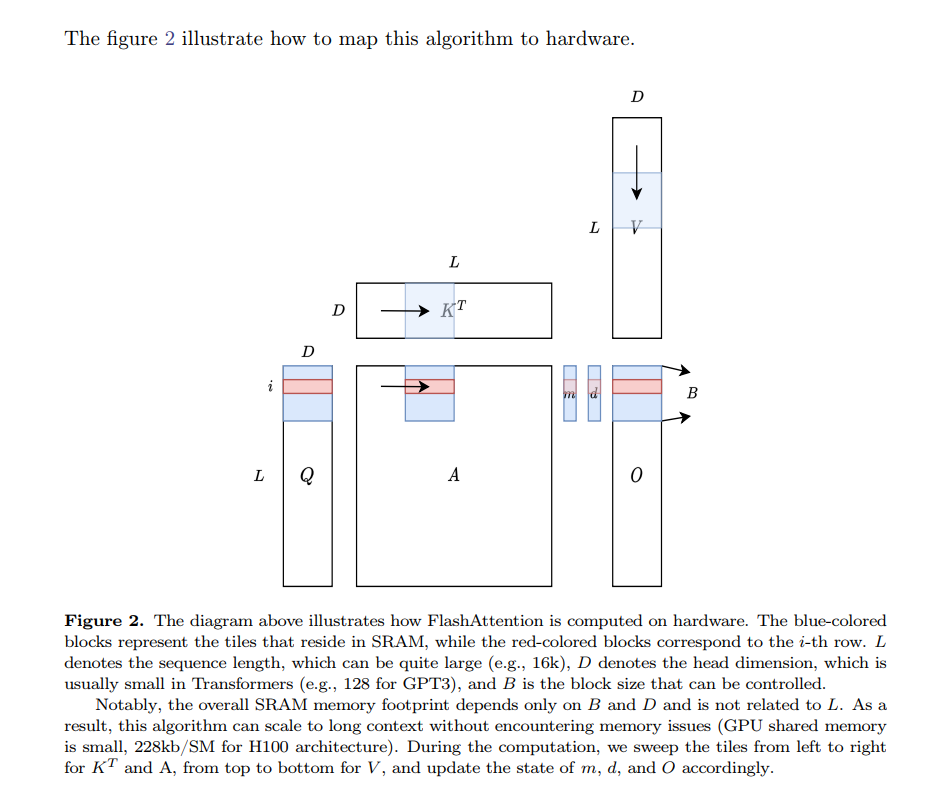 The figure 2 illustrate how to map this algorithm to hardware.
D
L
V
L
D
K^T
D
i
m
d
B
L
Q
A
O
Figure 2. The diagram above illustrates how FlashAttention is computed on hardware. The blue-colored
blocks represent the tiles that reside in SRAM, while the red-colored blocks correspond to the i-th row. L
denotes the sequence length, which can be quite large (e.g., 16k), D denotes the head dimension, which is
usually small in Transformers (e.g., 128 for GPT3), and B is the block size that can be controlled.
Notably, the overall SRAM memory footprint depends only on B and D and is not related to L. As a
result, this algorithm can scale to long context without encountering memory issues (GPU shared memory
is small, 228kb/SM for H100 architecture). During the computation, we sweep the tiles from left to right
for K^T and A, from top to bottom for V, and update the state of m, d, and O accordingly.